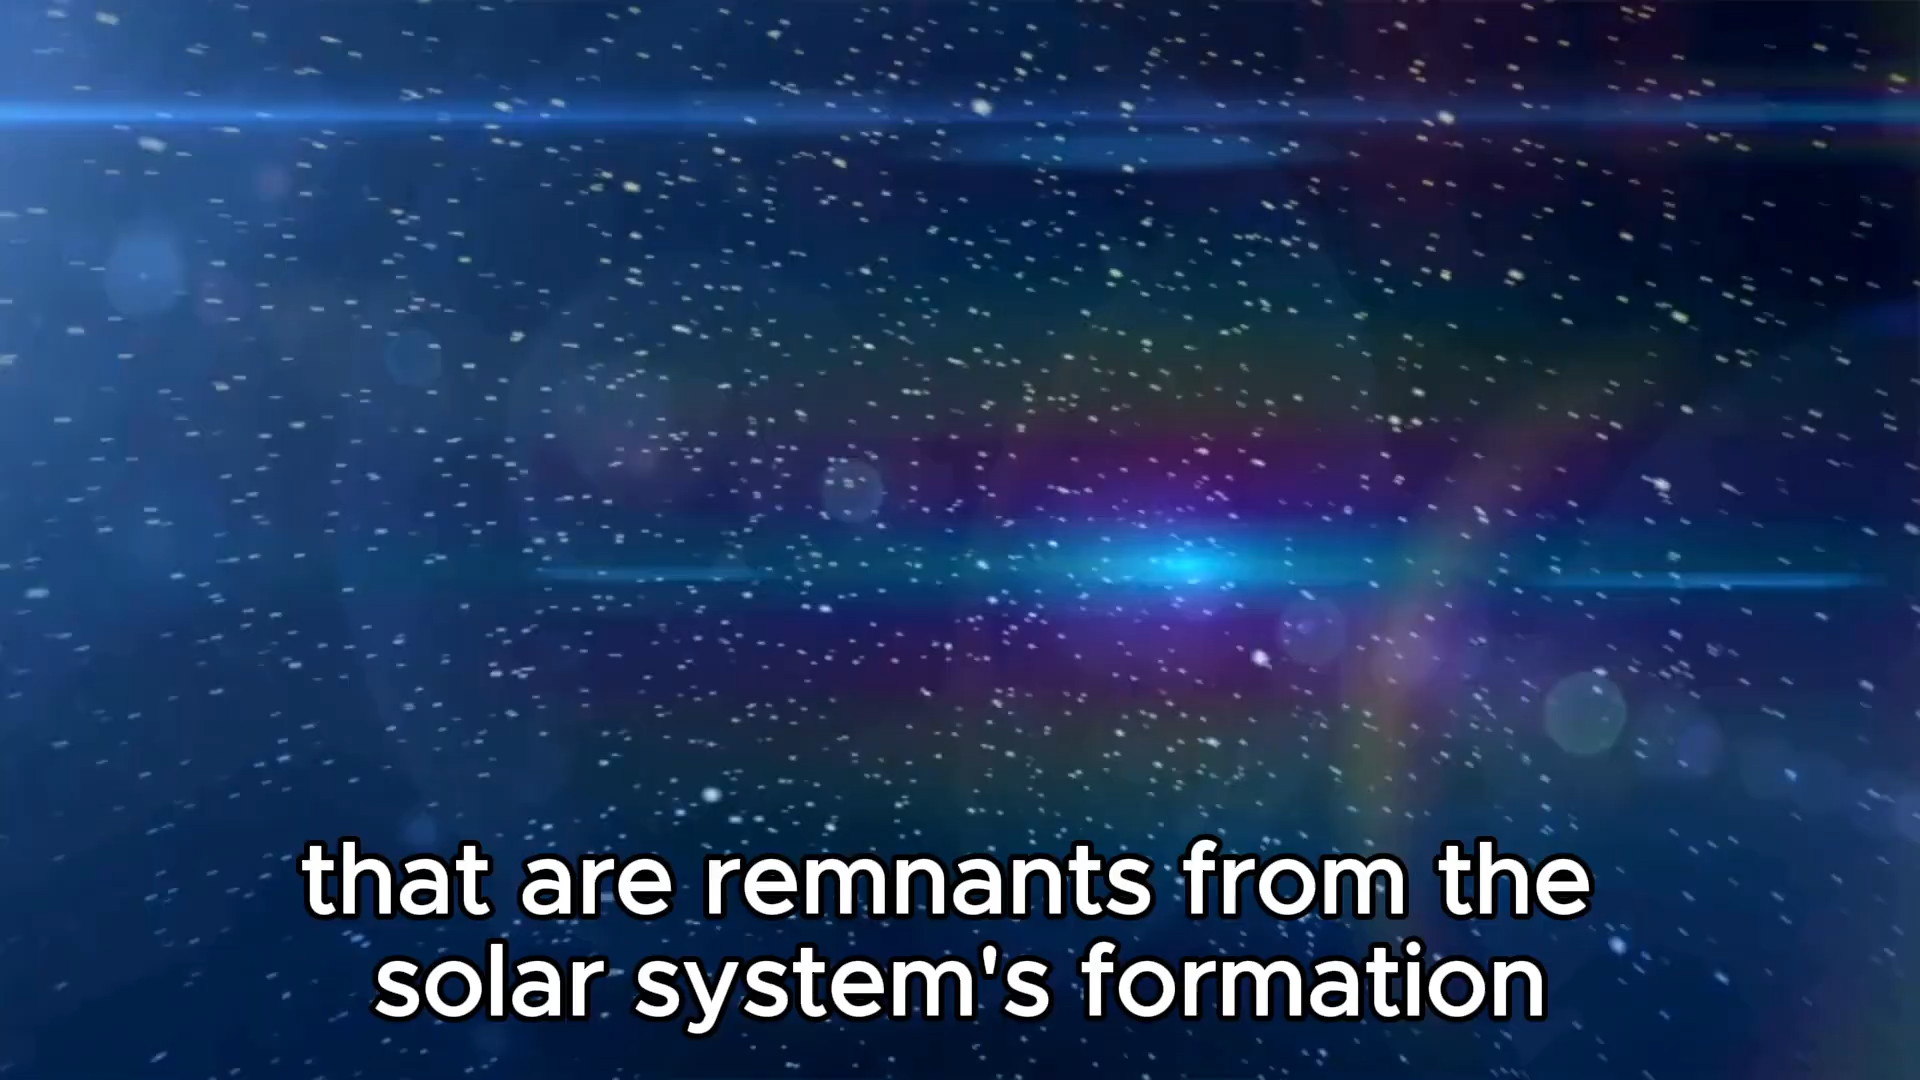 that are remnants from the
solar system's formation